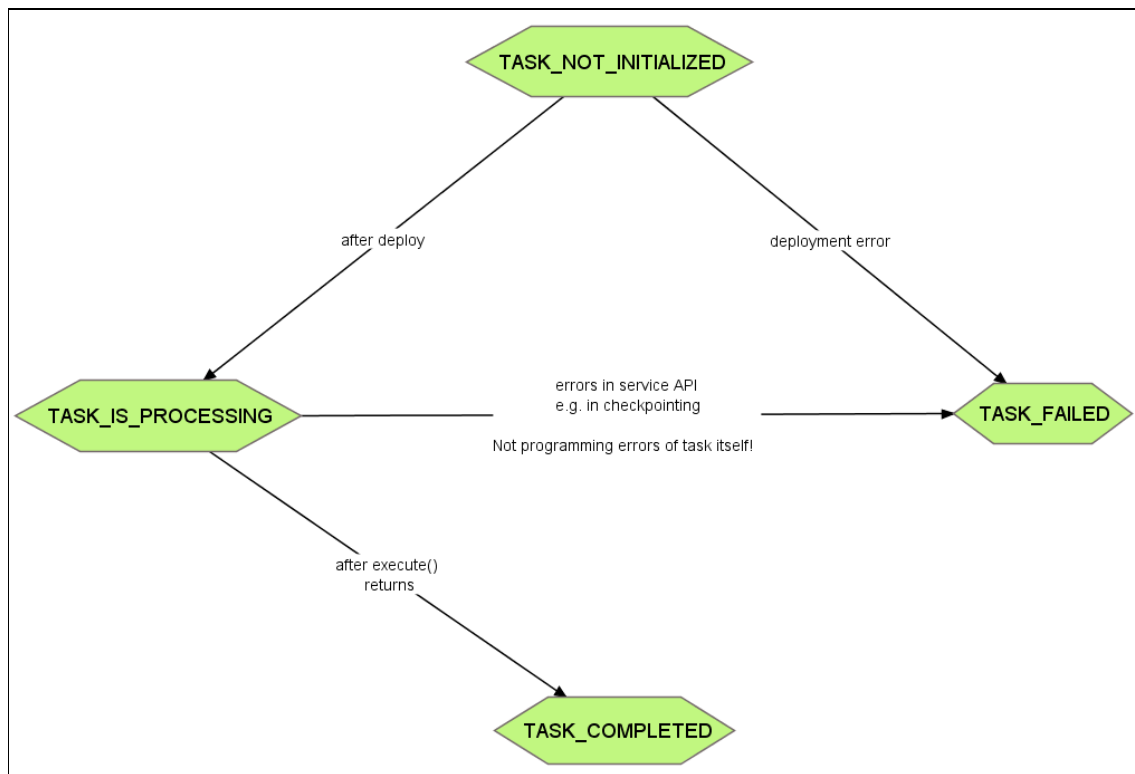 TASK_NOT_INITIALIZED
after deploy
deployment error
errors in service API
e.g. in checkpointing
TASK_IS_PROCESSING
TASK_FAILED
Not programming errors of task itself!
after execute()
returns
TASK_COMPLETED